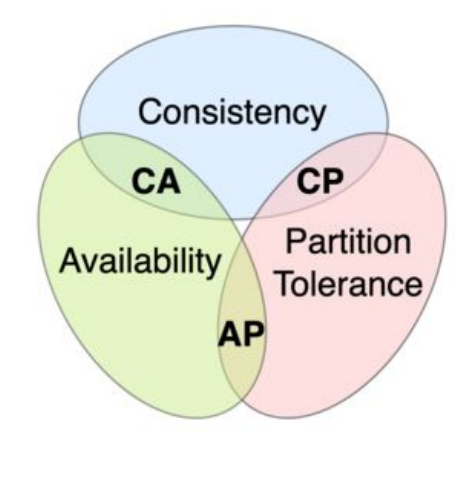 Consistency
CA
CP
Availability
Partition
Tolerance
AP